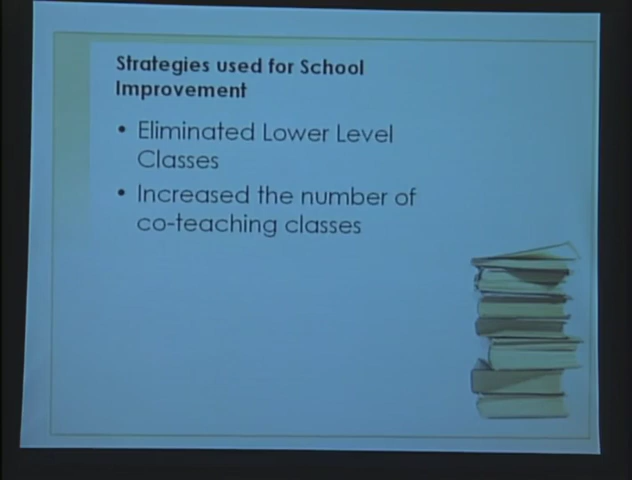 Strategies used for School
Improvement
• Eliminated Lower Level
Classes
• Increased the number of
co-teaching classes